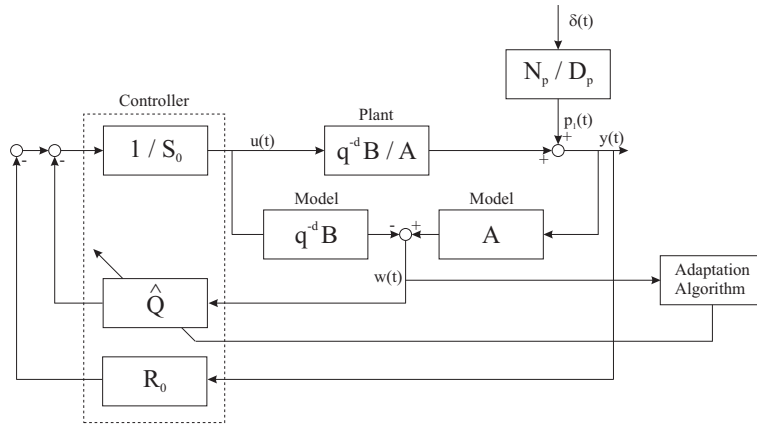 δ(t)
N_p / D_p
Controller
Plant
p_1(t)
+
y(t)
1 / S_0
u(t)
q^-d B / A
+
-
-
Model
Model
q^-d B
-
+
A
w(t)
Adaptation
Algorithm
Q̂
R_0